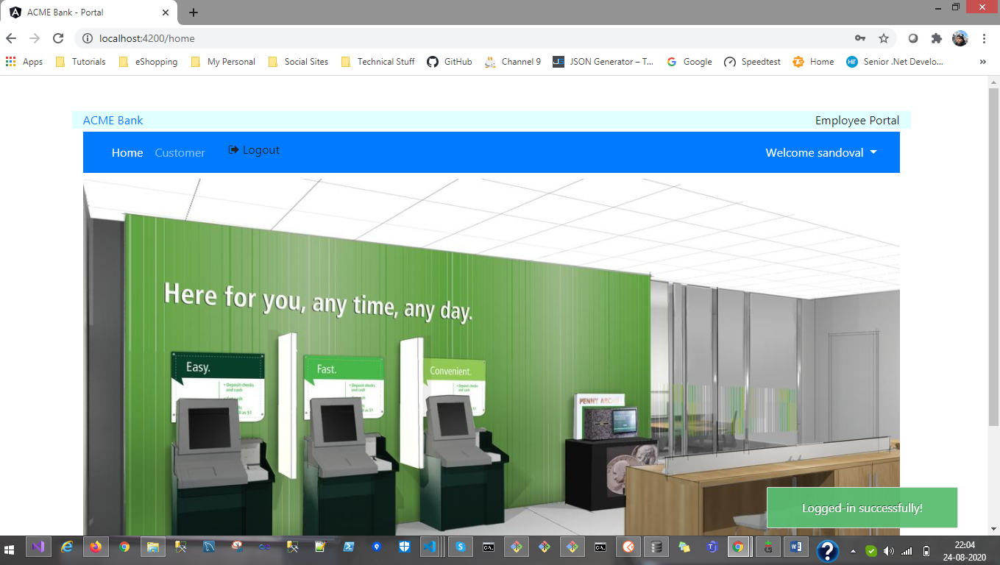 ACME Bank - Portal
localhost:4200/home
Apps Tutorials eShopping My Personal Social Sites Technical Stuff GitHub Channel 9 JSON Generator – T... Google Speedtest Home Senior .Net Develo... »
ACME Bank Employee Portal
Home Customer Logout Welcome sandoval
Here for you, any time, any day.
Easy. Fast. Convenient.
• Deposit checks • Deposit checks • Deposit checks
and cash and cash and cash
PENNY
Logged-in successfully!
22:04
24-08-2020